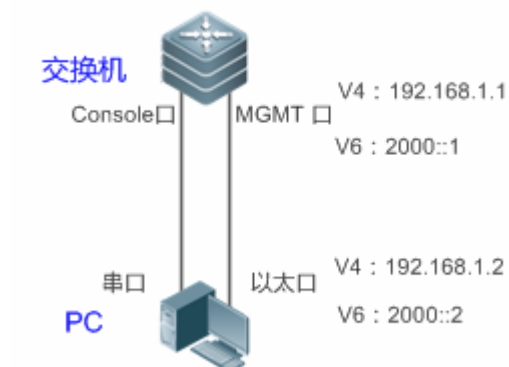 交换机
V4：192.168.1.1
Console口
MGMT 口
V6：2000::1
V4：192.168.1.2
串口
以太口
V6：2000::2
PC